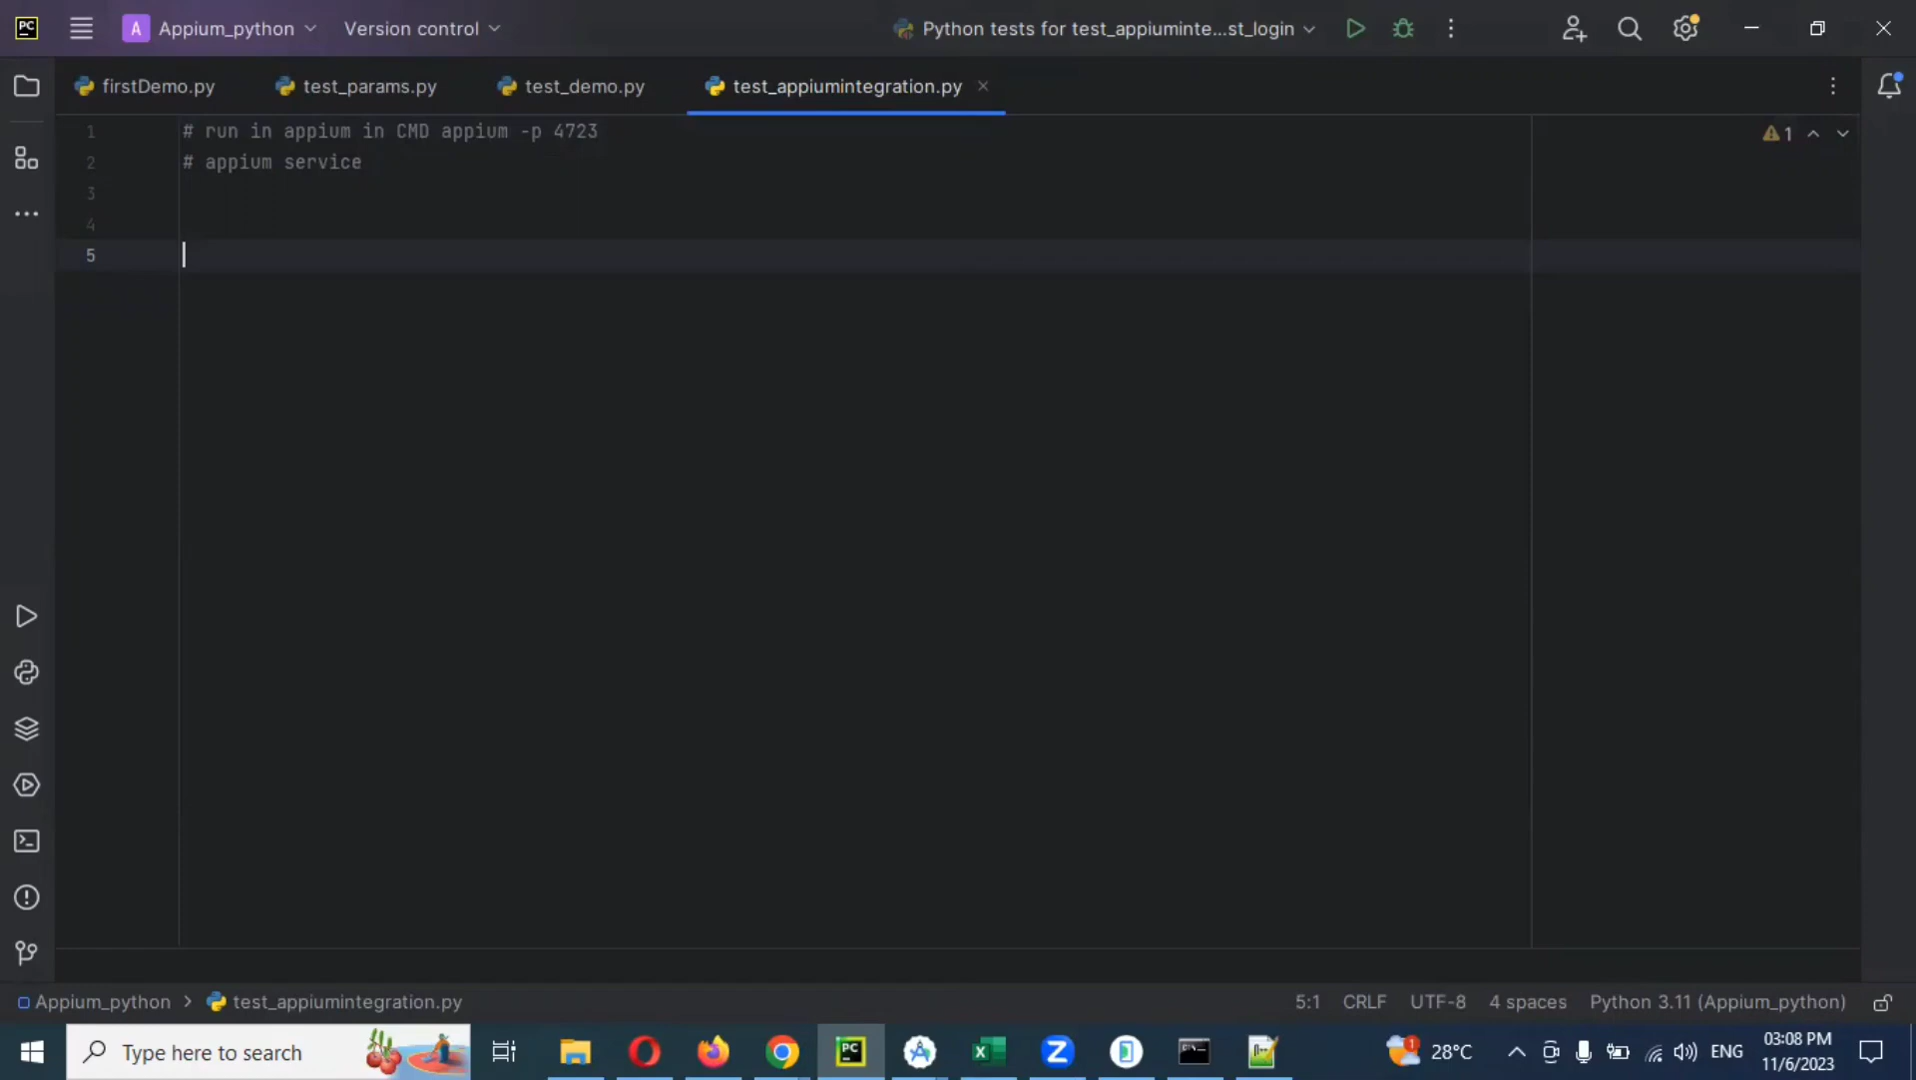 PC A Appium_python Version control Python tests for test_appiuminte...st_login
firstDemo.py test_params.py test_demo.py test_appiumintegration.py
1 # run in appium in CMD appium -p 4723 1
2 # appium service
3
4
5
Appium_python > test_appiumintegration.py 5:1 CRLF UTF-8 4 spaces Python 3.11 (Appium_python)
Type here to search PC 1 28°C ENG 03:08 PM
11/6/2023